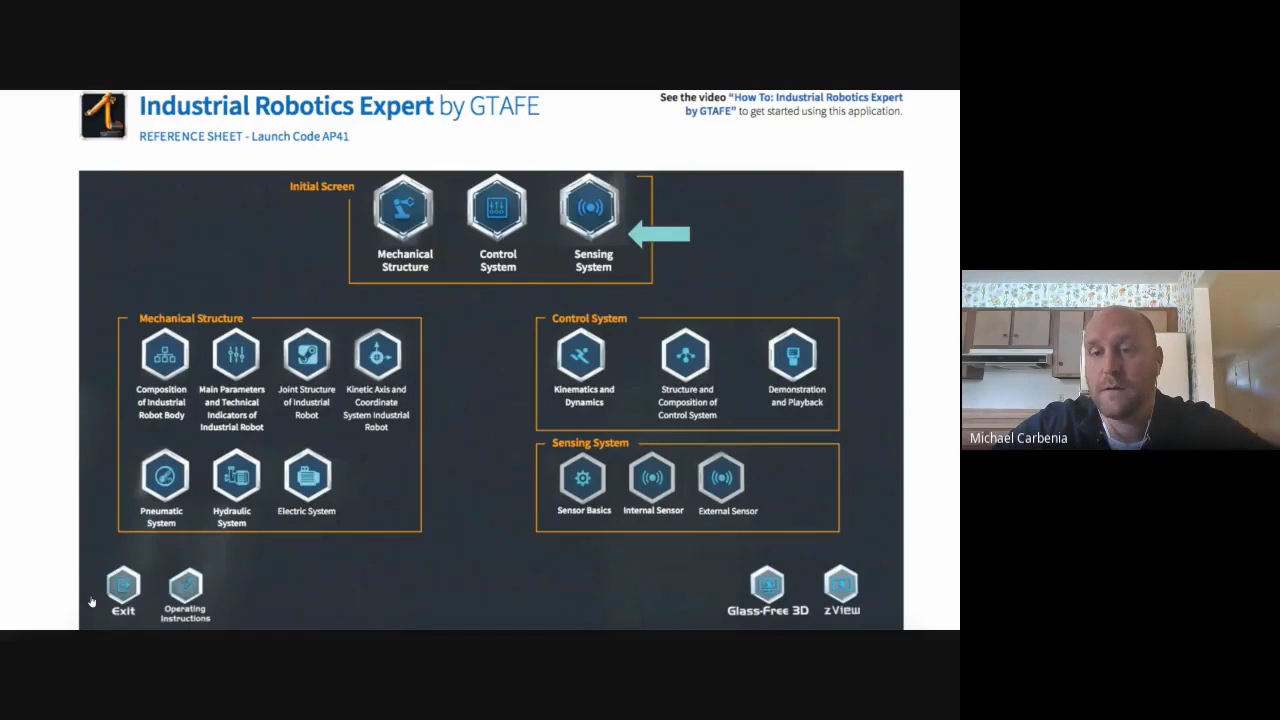 Industrial Robotics Expert by GTAFE
REFERENCE SHEET - Launch Code AP41
See the video "How To: Industrial Robotics Expert
by GTAFE" to get started using this application.
Initial Screen
Mechanical
Structure
Control
System
Sensing
System
Mechanical Structure
Composition
of Industrial
Robot Body
Main Parameters
and Technical
Indicators of
Industrial Robot
Joint Structure
of Industrial
Robot
Kinetic Axis and
Coordinate
System Industrial
Robot
Pneumatic
System
Hydraulic
System
Electric System
Control System
Kinematics and
Dynamics
Structure and
Composition of
Control System
Demonstration
and Playback
Sensing System
Sensor Basics
Internal Sensor
External Sensor
Exit
Operating
Instructions
Glass-Free 3D
zView
Michael Carbenia